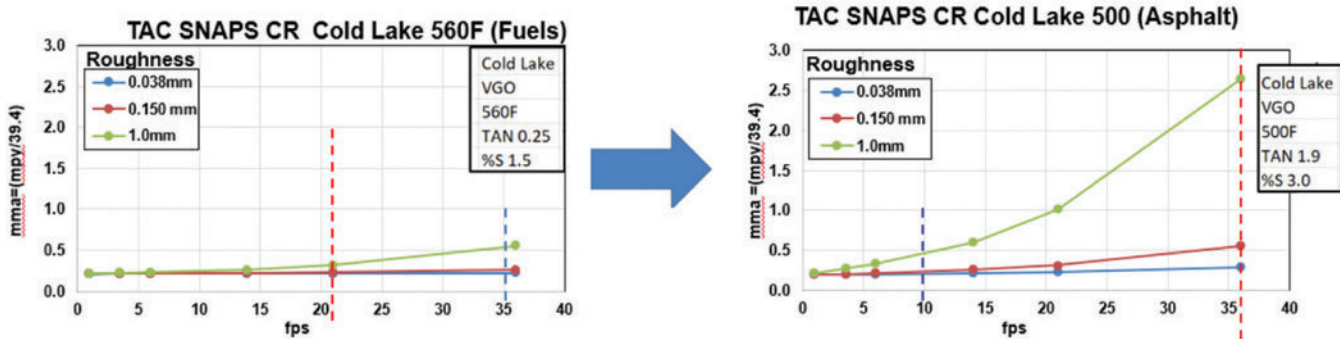 TAC SNAPS CR Cold Lake 560F (Fuels)
3.0
2.5
2.0
1.5
1.0
0.5
0.0
mma=(mpy/39.4)
Roughness
0.038mm
0.150 mm
1.0mm
Cold Lake
VGO
560F
TAN 0.25
%S 1.5
0 5 10 15 20 25 30 35 40
fps
TAC SNAPS CR Cold Lake 500 (Asphalt)
3.0
2.5
2.0
1.5
1.0
0.5
0.0
mma =(mpy/39.4)
Roughness
0.038mm
0.150 mm
1.0mm
Cold Lake
VGO
500F
TAN 1.9
%S 3.0
0 5 10 15 20 25 30 35 40
fps